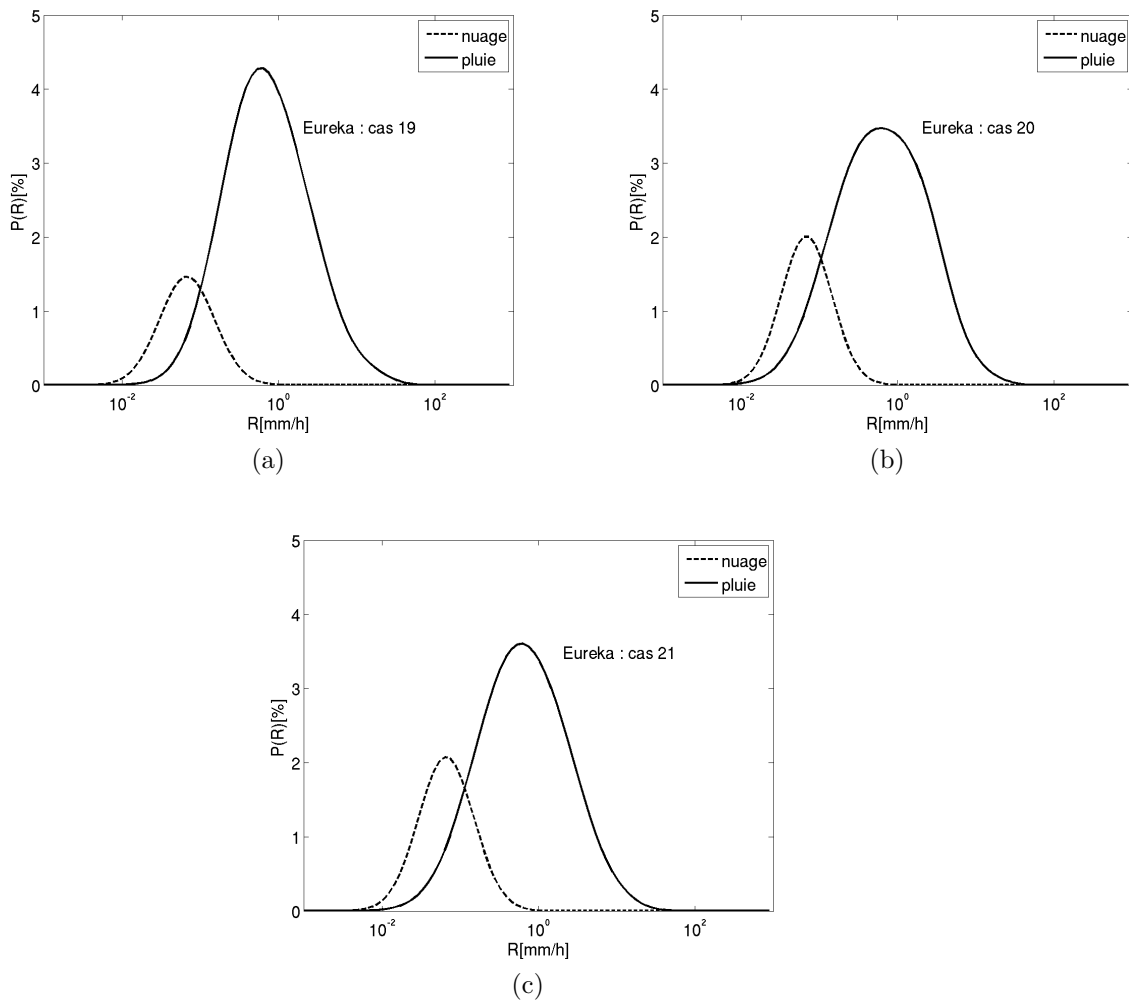 5
4
3
2
1
0
P(R)[%]
nuage
pluie
Eureka : cas 19
10^-2
10^0
10^2
R[mm/h]
(a)
5
4
3
2
1
0
P(R)[%]
nuage
pluie
Eureka : cas 20
10^-2
10^0
10^2
R[mm/h]
(b)
5
4
3
2
1
0
P(R)[%]
nuage
pluie
Eureka : cas 21
10^-2
10^0
10^2
R[mm/h]
(c)